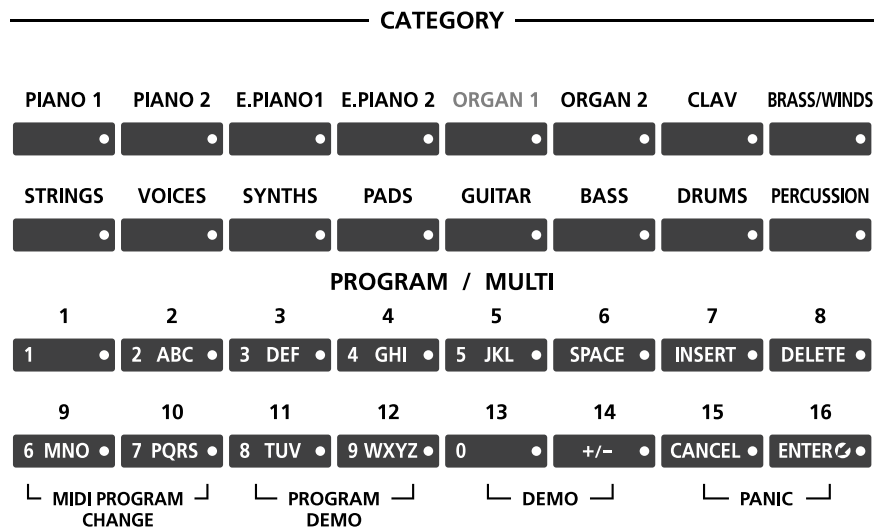 CATEGORY
PIANO 1 PIANO 2 E.PIANO1 E.PIANO 2 ORGAN 1 ORGAN 2 CLAV BRASS/WINDS
STRINGS VOICES SYNTHS PADS GUITAR BASS DRUMS PERCUSSION
PROGRAM / MULTI
1 2 3 4 5 6 7 8
1 2 ABC 3 DEF 4 GHI 5 JKL SPACE INSERT DELETE
9 10 11 12 13 14 15 16
6 MNO 7 PQRS 8 TUV 9 WXYZ 0 +/- CANCEL ENTER
MIDI PROGRAM PROGRAM DEMO PANIC
CHANGE DEMO